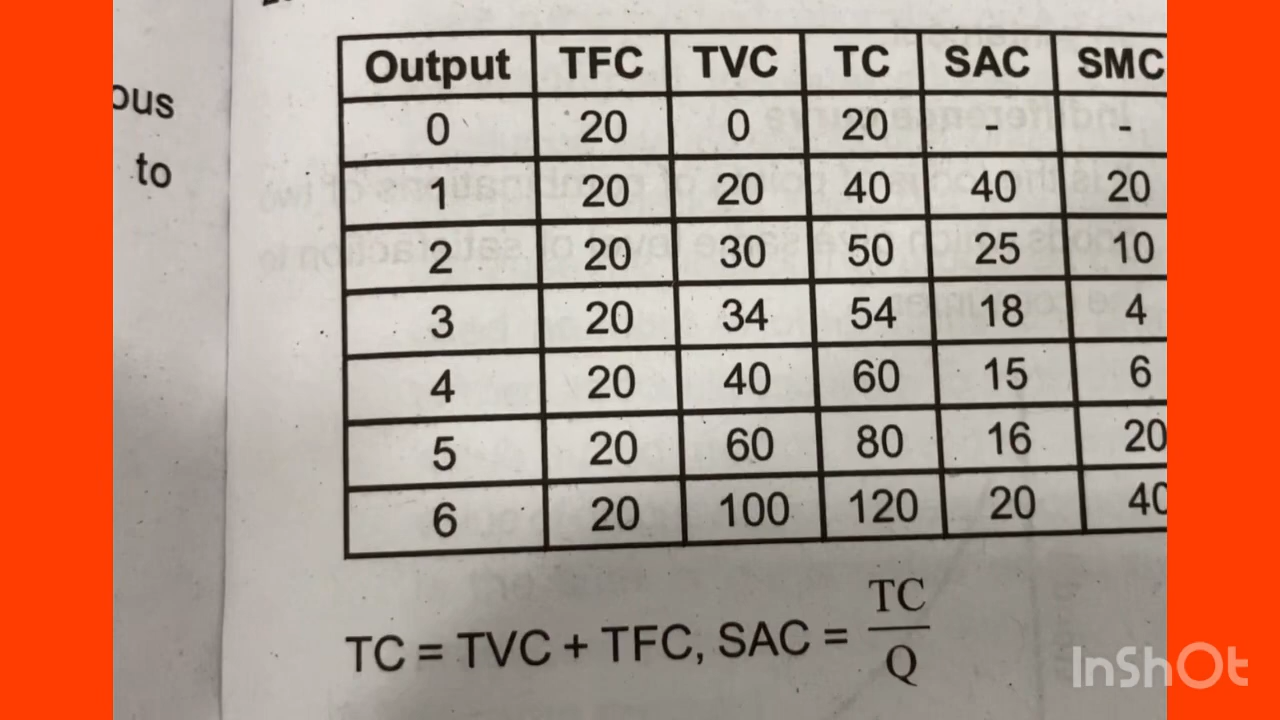 ous
to
Output TFC TVC TC SAC SMC
0 20 0 20 - -
1 20 20 40 40 20
2 20 30 50 25 10
3 20 34 54 18 4
4 20 40 60 15 6
5 20 60 80 16 20
6 20 100 120 20 40
TC = TVC + TFC, SAC = TC
Q
InShOt